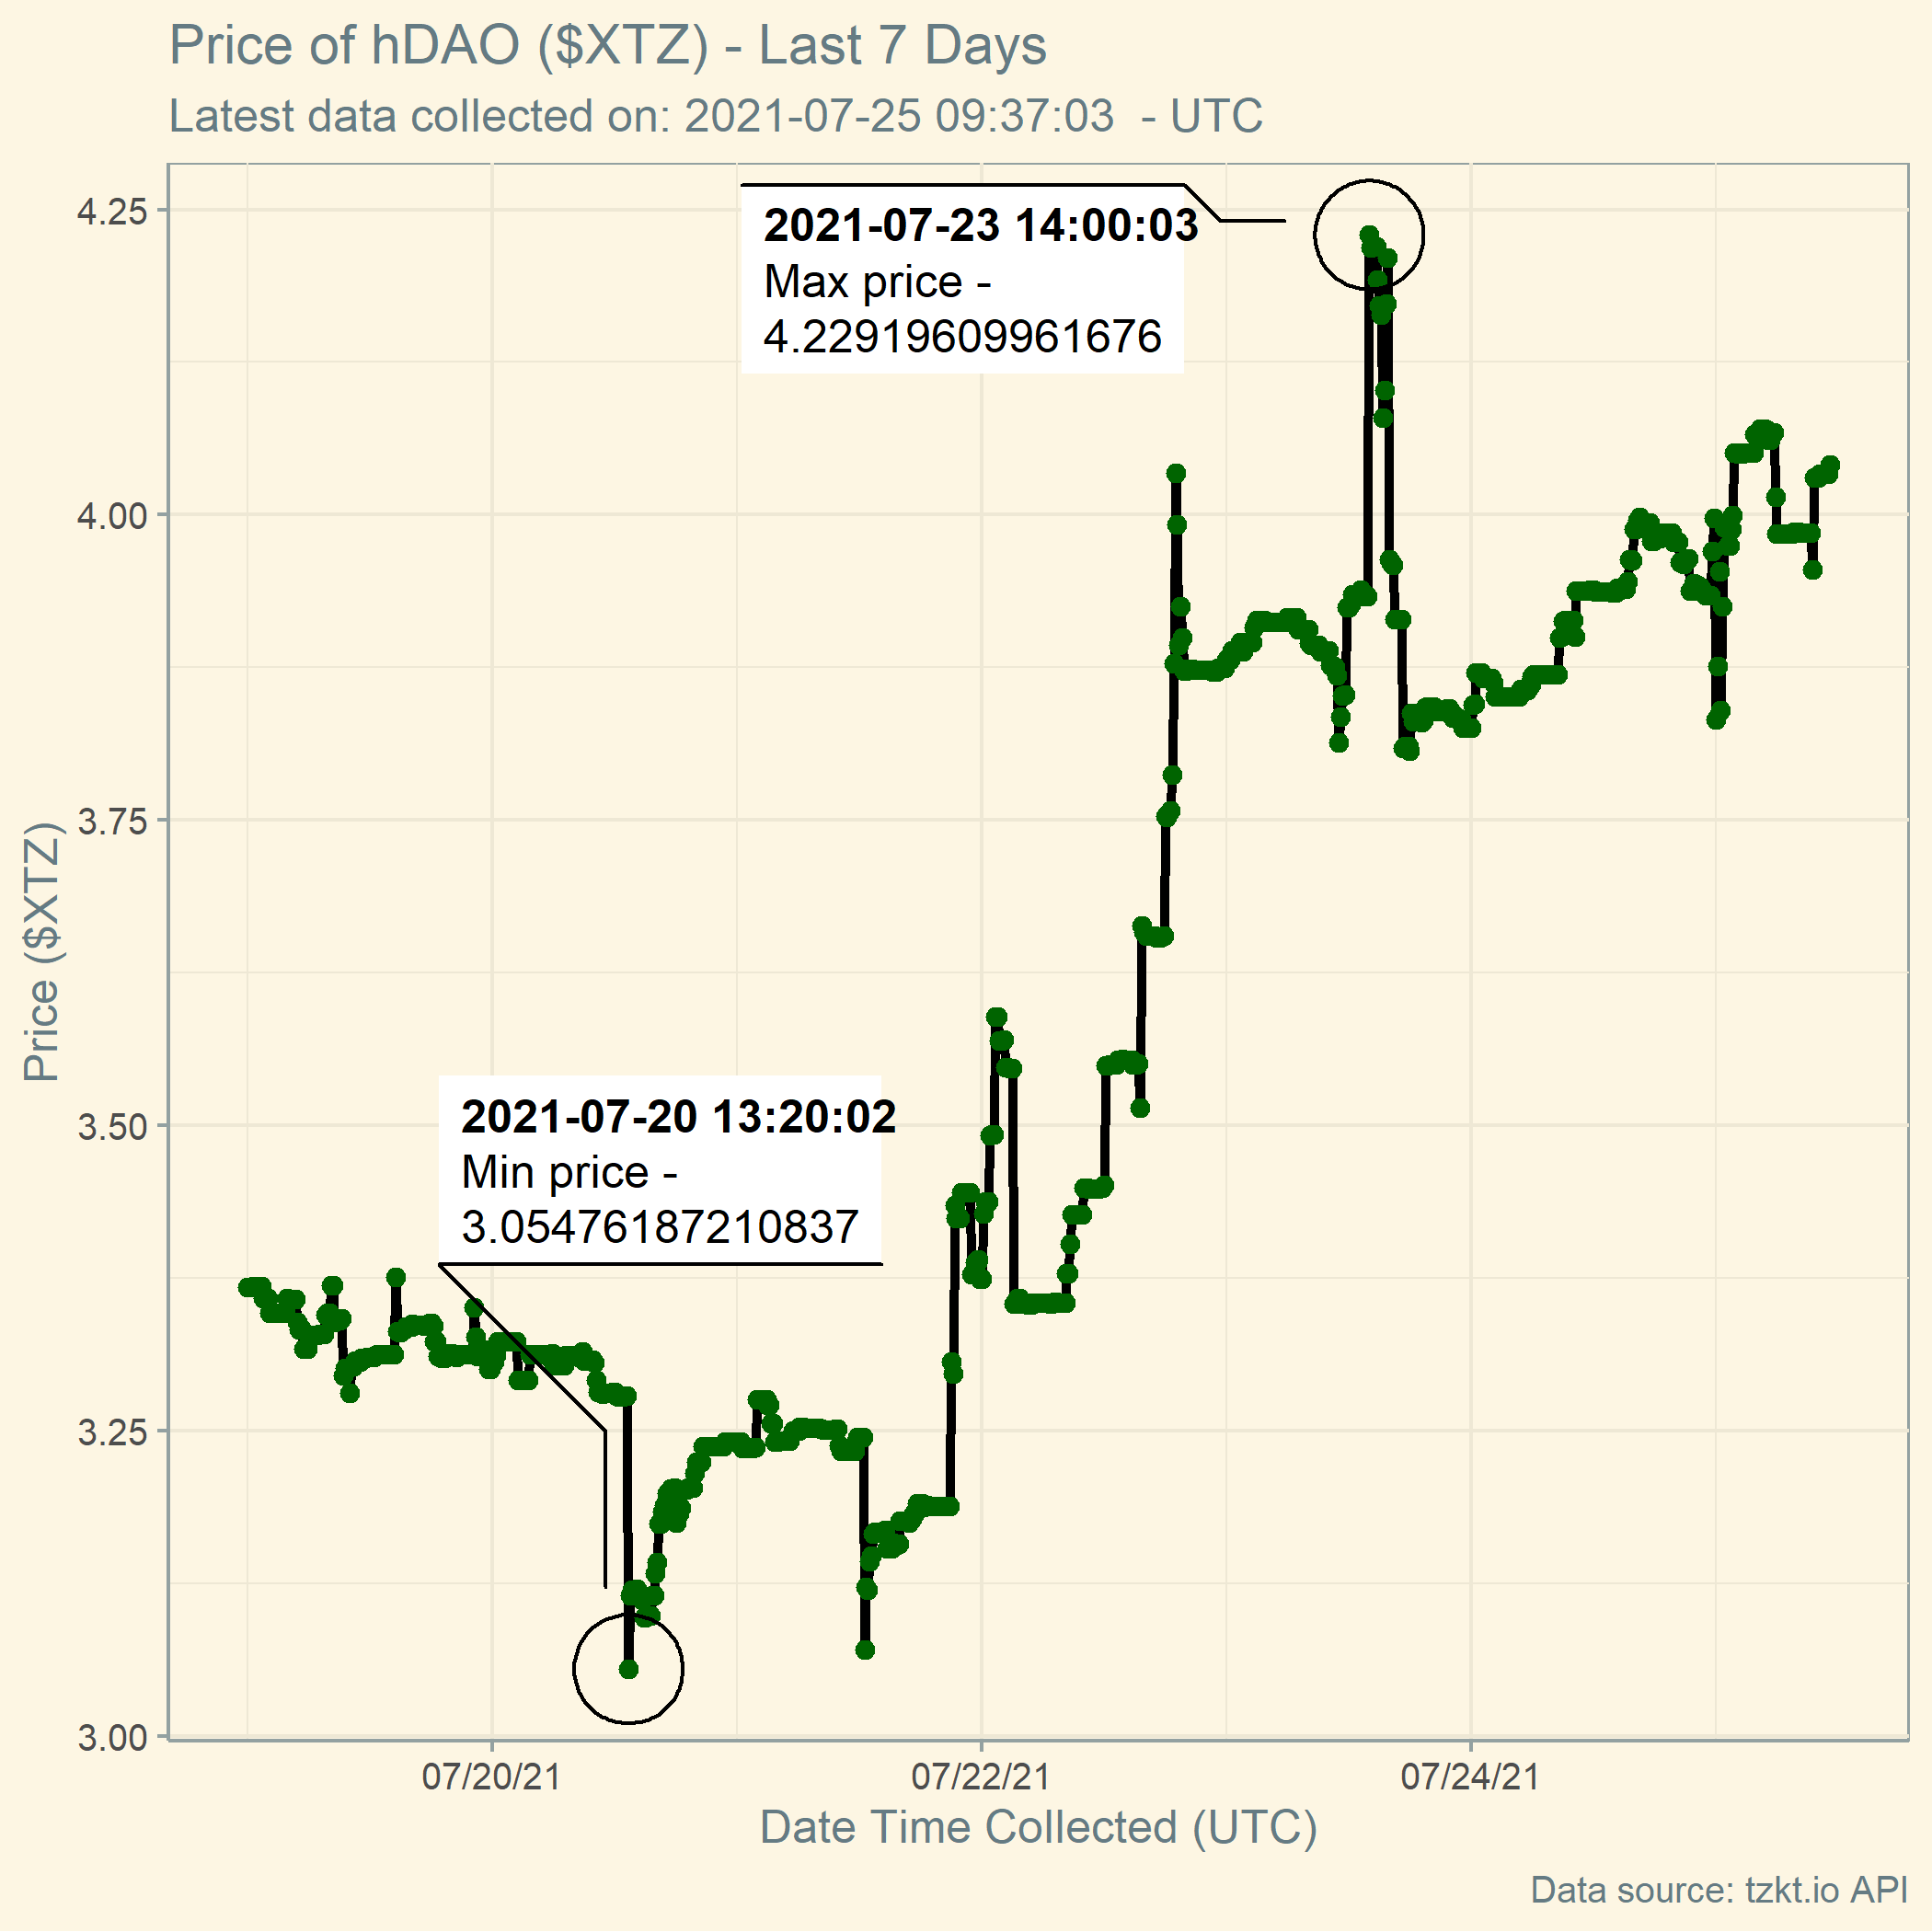 Price of hDAO ($XTZ) - Last 7 Days
Latest data collected on: 2021-07-25 09:37:03  - UTC
4.25
4.00
3.75
3.50
3.25
3.00
Price ($XTZ)
2021-07-23 14:00:03
Max price -
4.22919609961676
2021-07-20 13:20:02
Min price -
3.05476187210837
07/20/21
07/22/21
07/24/21
Date Time Collected (UTC)
Data source: tzkt.io API